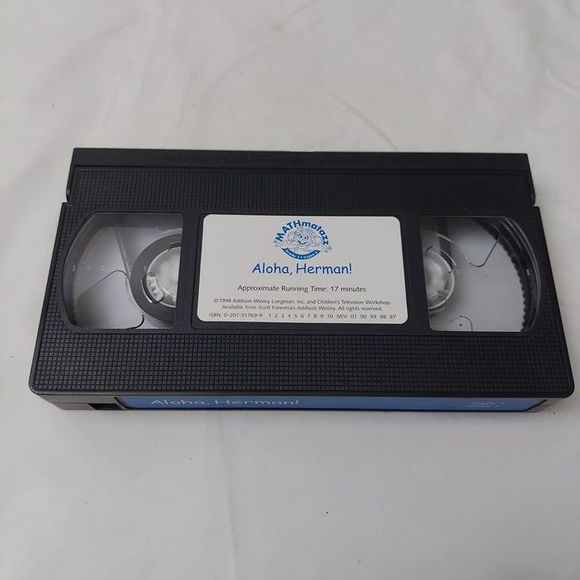 MATHmatazz
Aloha, Herman!
Approximate Running Time: 17 minutes
©1998 Addison Wesley Longman, Inc. and Children's Television Workshop.
Available from Scott Foresman-Addison Wesley. All rights reserved.
ISBN: 0-201-31769-9 1 2 3 4 5 6 7 8 9 10 M/V 01 00 99 98 97
Aloha, Herman!